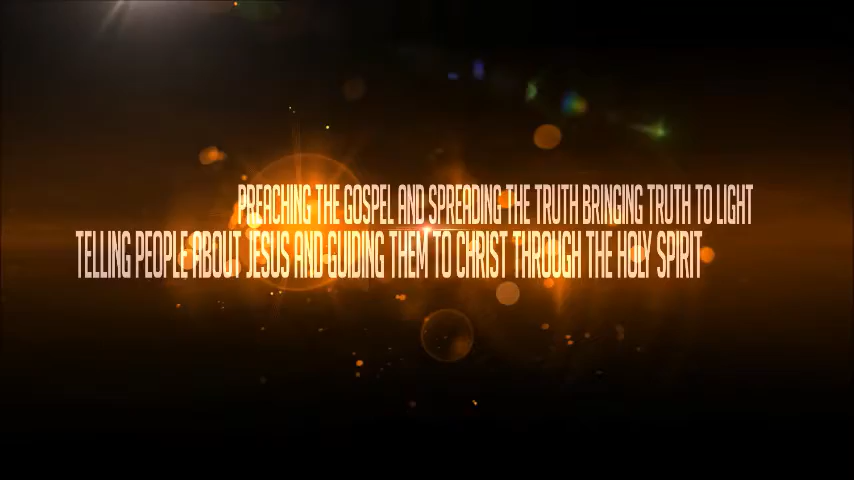 PREACHING THE GOSPEL AND SPREADING THE TRUTH BRINGING TRUTH TO LIGHT
TELLING PEOPLE ABOUT JESUS AND GUIDING THEM TO CHRIST THROUGH THE HOLY SPIRIT